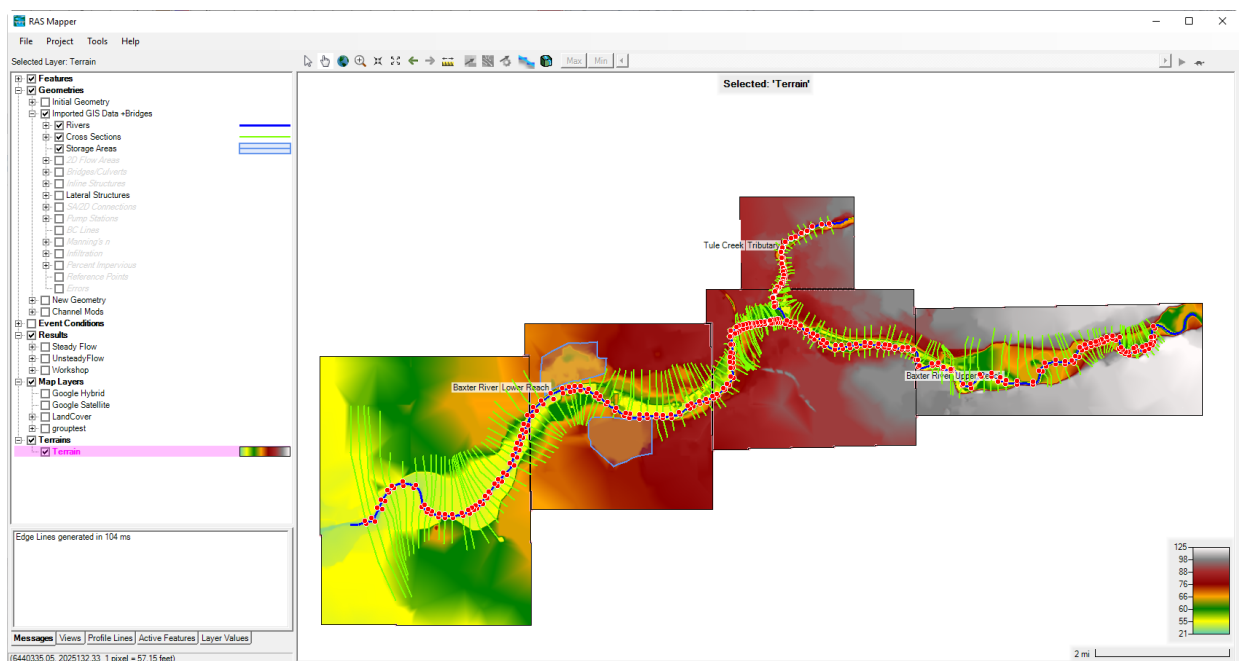 RAS Mapper
File Project Tools Help
Selected Layer: Terrain
Max Min
Features
Geometries
Initial Geometry
Imported GIS Data +Bridges
Rivers
Cross Sections
Storage Areas
2D Flow Areas
Bridges/Culverts
Inline Structures
Lateral Structures
SA/2D Connections
Pump Stations
BC Lines
Manning's n
Infiltration
Percent Impervious
Reference Points
Errors
New Geometry
Channel Mods
Event Conditions
Results
Steady Flow
UnsteadyFlow
Workshop
Map Layers
Google Hybrid
Google Satellite
LandCover
grouptest
Terrains
Terrain
Edge Lines generated in 104 ms
Messages Views Profile Lines Active Features Layer Values
(6440335.05, 2025132.33 1 pixel = 57.15 feet)
Selected: 'Terrain'
Tule Creek Tributary
Baxter River Upper Reach
Baxter River Lower Reach
125
98
88
76
66
60
55
21
2 mi